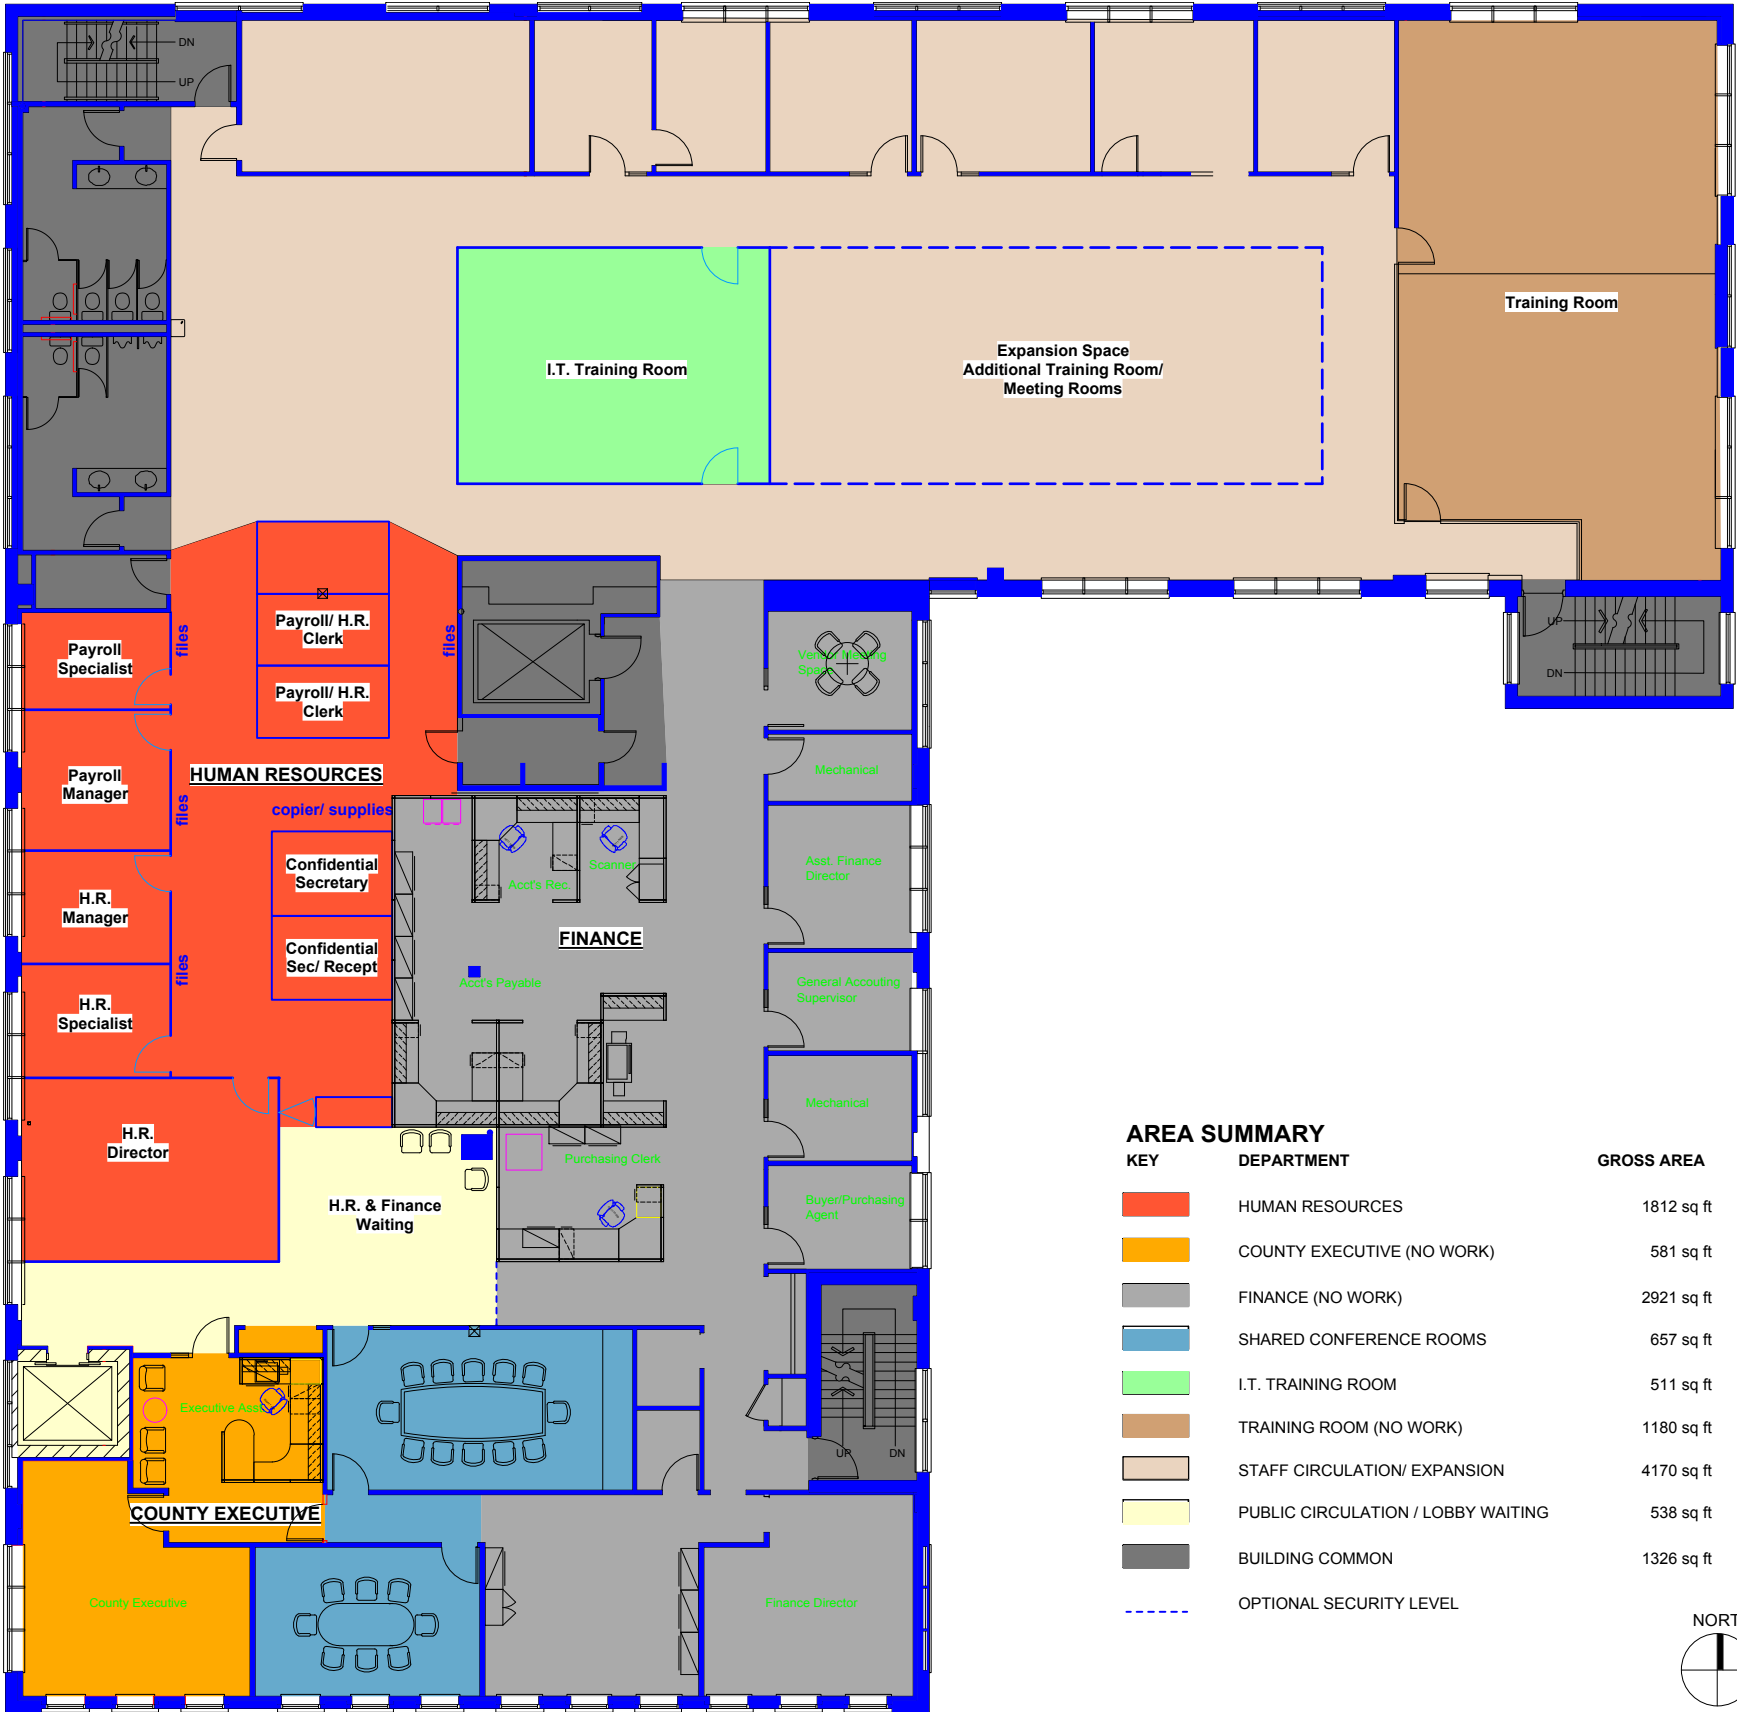 DN
UP
Training Room
I.T. Training Room
Expansion Space
Additional Training Room/
Meeting Rooms
Payroll
Specialist
files
Payroll/ H.R.
Clerk
files
Payroll/ H.R.
Clerk
Vendor Meeting
Space
UP
DN
Payroll
Manager
files
HUMAN RESOURCES
copier/ supplies
Mechanical
H.R.
Manager
Confidential
Secretary
Acct's Rec.
Scanner
Asst. Finance
Director
FINANCE
H.R.
Specialist
files
Confidential
Sec/ Recept
Acct's Payable
General Accouting
Supervisor
Mechanical
H.R.
Director
H.R. & Finance
Waiting
Purchasing Clerk
Buyer/Purchasing
Agent
Executive Asst.
UP
DN
COUNTY EXECUTIVE
County Executive
Finance Director
AREA SUMMARY
KEY DEPARTMENT GROSS AREA
HUMAN RESOURCES 1812 sq ft
COUNTY EXECUTIVE (NO WORK) 581 sq ft
FINANCE (NO WORK) 2921 sq ft
SHARED CONFERENCE ROOMS 657 sq ft
I.T. TRAINING ROOM 511 sq ft
TRAINING ROOM (NO WORK) 1180 sq ft
STAFF CIRCULATION/ EXPANSION 4170 sq ft
PUBLIC CIRCULATION / LOBBY WAITING 538 sq ft
BUILDING COMMON 1326 sq ft
OPTIONAL SECURITY LEVEL
NORT